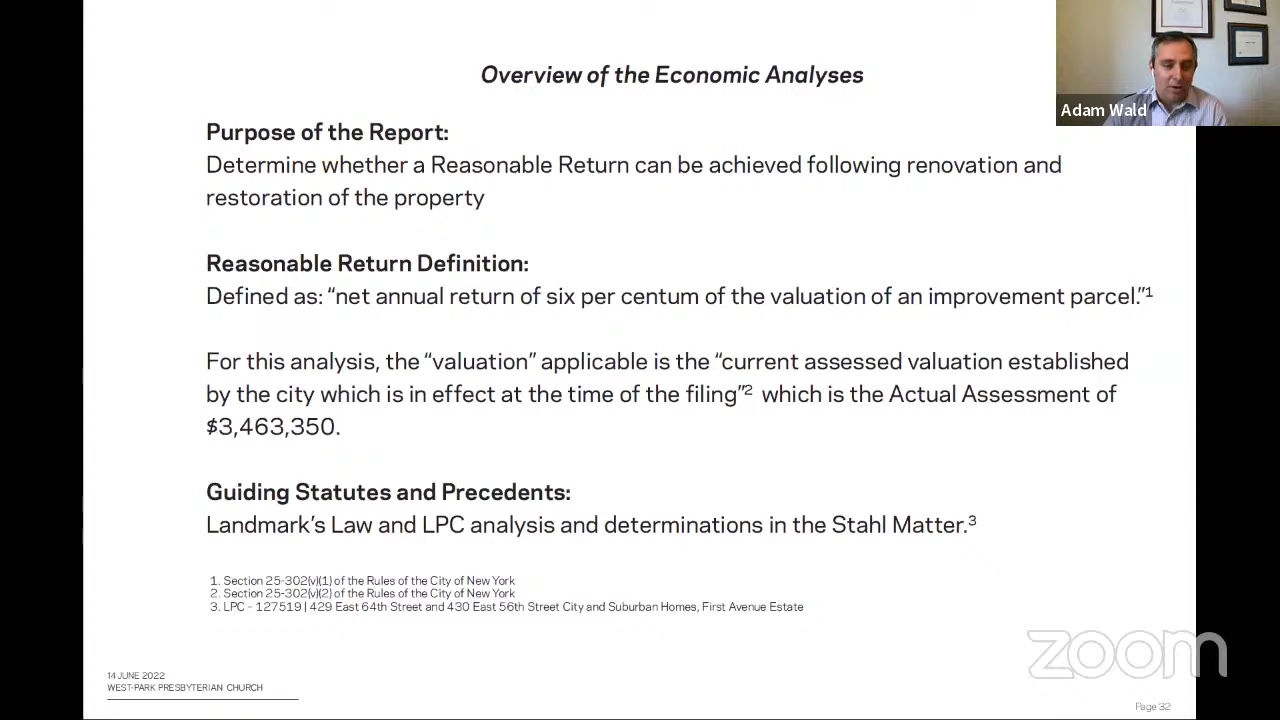 Overview of the Economic Analyses
Adam Wald
Purpose of the Report:
Determine whether a Reasonable Return can be achieved following renovation and
restoration of the property
Reasonable Return Definition:
Defined as: “net annual return of six per centum of the valuation of an improvement parcel.”¹
For this analysis, the “valuation” applicable is the “current assessed valuation established
by the city which is in effect at the time of the filing”² which is the Actual Assessment of
$3,463,350.
Guiding Statutes and Precedents:
Landmark’s Law and LPC analysis and determinations in the Stahl Matter.³
1. Section 25-302(v)(1) of the Rules of the City of New York
2. Section 25-302(v)(2) of the Rules of the City of New York
3. LPC – 127519 | 429 East 64th Street and 430 East 56th Street City and Suburban Homes, First Avenue Estate
zoom
14 JUNE 2022
WEST-PARK PRESBYTERIAN CHURCH
Page 32